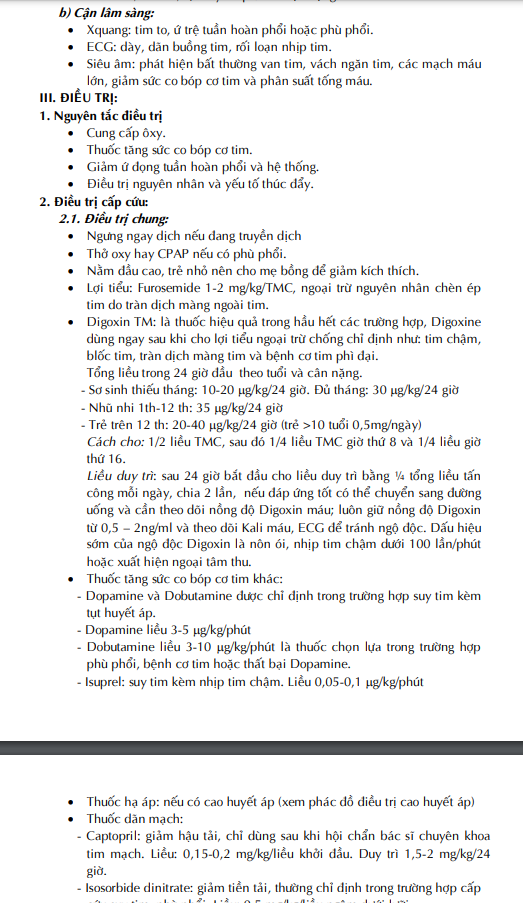 b) Cận lâm sàng:
• Xquang: tim to, ứ trệ tuần hoàn phổi hoặc phù phổi.
• ECG: dày, dãn buồng tim, rối loạn nhịp tim.
• Siêu âm: phát hiện bất thường van tim, vách ngăn tim, các mạch máu
lớn, giảm sức co bóp cơ tim và phân suất tống máu.
III. ĐIỀU TRỊ:
1. Nguyên tắc điều trị
• Cung cấp ôxy.
• Thuốc tăng sức co bóp cơ tim.
• Giảm ứ đọng tuần hoàn phổi và hệ thống.
• Điều trị nguyên nhân và yếu tố thúc đẩy.
2. Điều trị cấp cứu:
2.1. Điều trị chung:
• Ngưng ngay dịch nếu đang truyền dịch
• Thở oxy hay CPAP nếu có phù phổi.
• Nằm đầu cao, trẻ nhỏ nên cho mẹ bồng để giảm kích thích.
• Lợi tiểu: Furosemide 1-2 mg/kg/TMC, ngoại trừ nguyên nhân chèn ép
tim do tràn dịch màng ngoài tim.
• Digoxin TM: là thuốc hiệu quả trong hầu hết các trường hợp, Digoxine
dùng ngay sau khi cho lợi tiểu ngoại trừ chống chỉ định như: tim chậm,
blốc tim, tràn dịch màng tim và bệnh cơ tim phì đại.
Tổng liều trong 24 giờ đầu theo tuổi và cân nặng.
- Sơ sinh thiếu tháng: 10-20 μg/kg/24 giờ. Đủ tháng: 30 μg/kg/24 giờ
- Nhũ nhi 1th-12 th: 35 μg/kg/24 giờ
- Trẻ trên 12 th: 20-40 μg/kg/24 giờ (trẻ >10 tuổi 0,5mg/ngày)
Cách cho: 1/2 liều TMC, sau đó 1/4 liều TMC giờ thứ 8 và 1/4 liều giờ
thứ 16.
Liều duy trì: sau 24 giờ bắt đầu cho liều duy trì bằng ¼ tổng liều tấn
công mỗi ngày, chia 2 lần, nếu đáp ứng tốt có thể chuyển sang đường
uống và cần theo dõi nồng độ Digoxin máu; luôn giữ nồng độ Digoxin
từ 0,5 – 2ng/ml và theo dõi Kali máu, ECG để tránh ngộ độc. Dấu hiệu
sớm của ngộ độc Digoxin là nôn ói, nhịp tim chậm dưới 100 lần/phút
hoặc xuất hiện ngoại tâm thu.
• Thuốc tăng sức co bóp cơ tim khác:
- Dopamine và Dobutamine được chỉ định trong trường hợp suy tim kèm
tụt huyết áp.
- Dopamine liều 3-5 μg/kg/phút
- Dobutamine liều 3-10 μg/kg/phút là thuốc chọn lựa trong trường hợp
phù phổi, bệnh cơ tim hoặc thất bại Dopamine.
- Isuprel: suy tim kèm nhịp tim chậm. Liều 0,05-0,1 μg/kg/phút
• Thuốc hạ áp: nếu có cao huyết áp (xem phác đồ điều trị cao huyết áp)
• Thuốc dãn mạch:
- Captopril: giảm hậu tải, chỉ dùng sau khi hội chẩn bác sĩ chuyên khoa
tim mạch. Liều: 0,15-0,2 mg/kg/liều khởi đầu. Duy trì 1,5-2 mg/kg/24
giờ.
- Isosorbide dinitrate: giảm tiền tải, thường chỉ định trong trường hợp cấp